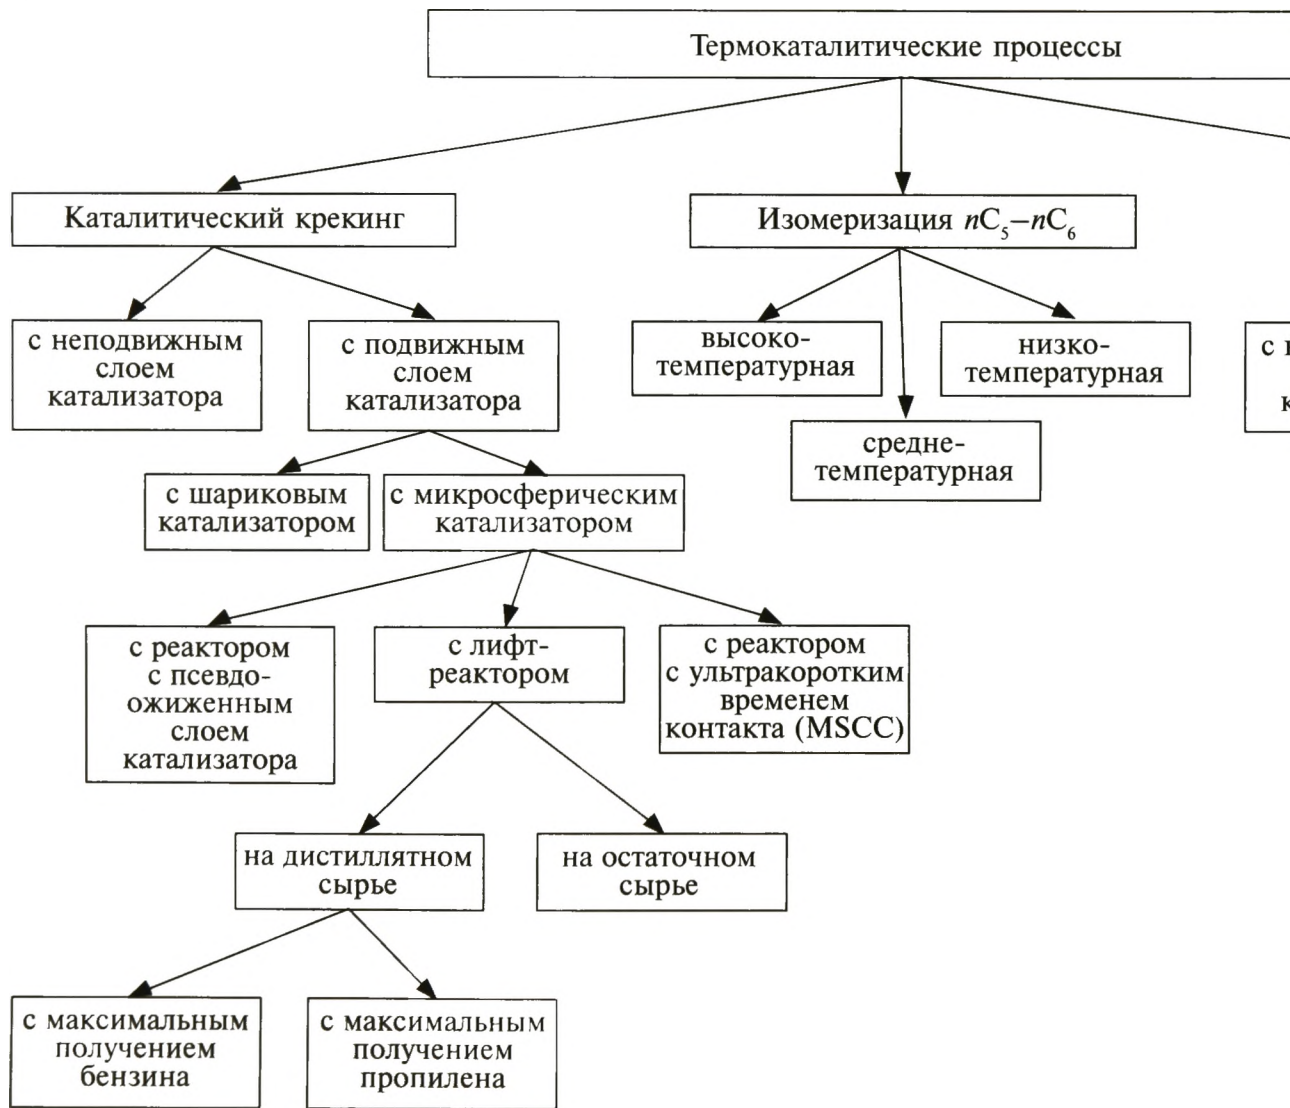 Термокаталитические процессы
Каталитический крекинг
Изомеризация nC₅–nC₆
с неподвижным
слоем
катализатора
с подвижным
слоем
катализатора
высоко-
температурная
низко-
температурная
средне-
температурная
с
с шариковым
катализатором
с микросферическим
катализатором
с реактором
с псевдо-
ожиженным
слоем
катализатора
с лифт-
реактором
с реактором
с ультракоротким
временем
контакта (MSCC)
на дистиллятном
сырье
на остаточном
сырье
с максимальным
получением
бензина
с максимальным
получением
пропилена